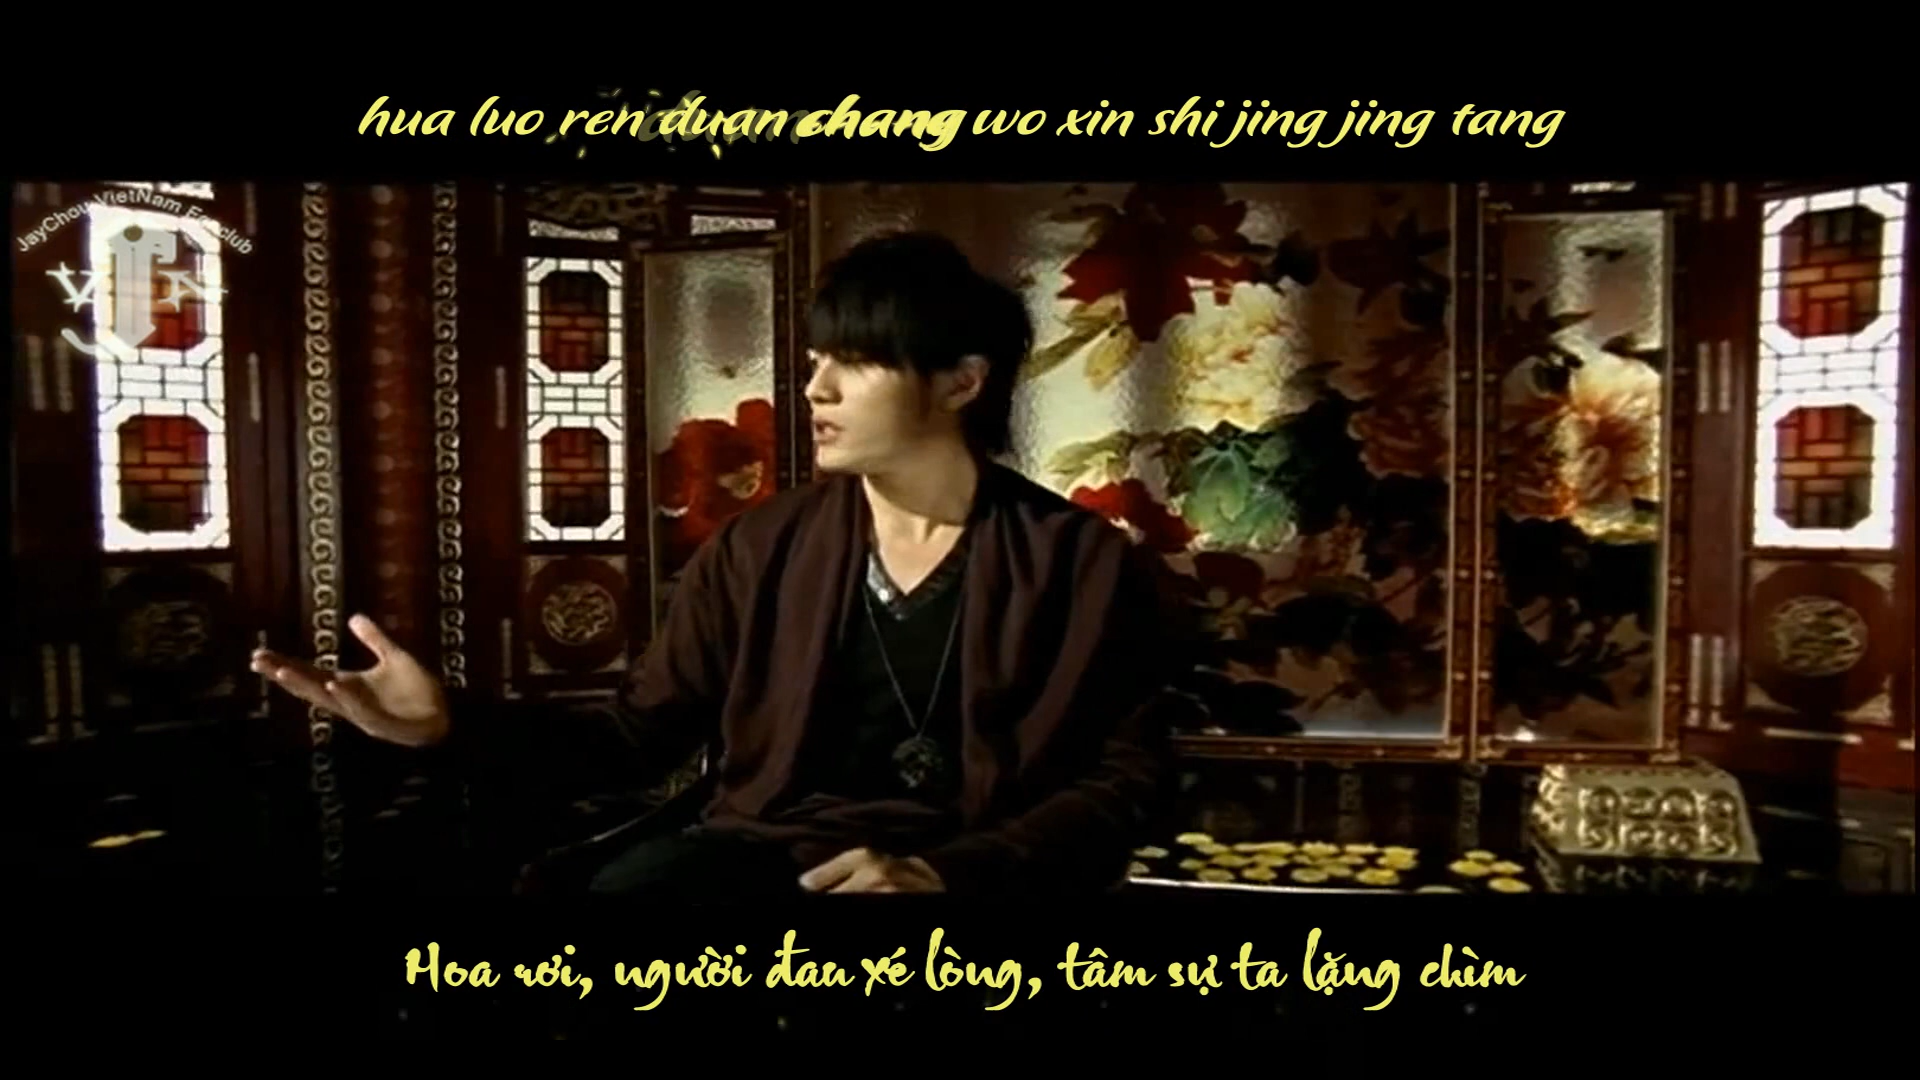 hua luo ren duan chang wo xin shi jing jing tang
JayChou VietNam Fanclub
V N
Hoa rơi, người đau xé lòng, tâm sự ta lặng chìm